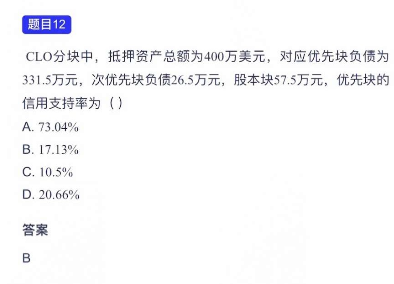 题目12
CLO分块中，抵押资产总额为400万美元，对应优先块负债为
331.5万元，次优先块负债26.5万元，股本块57.5万元，优先块的
信用支持率为（ ）
A. 73.04%
B. 17.13%
C. 10.5%
D. 20.66%
答案
B